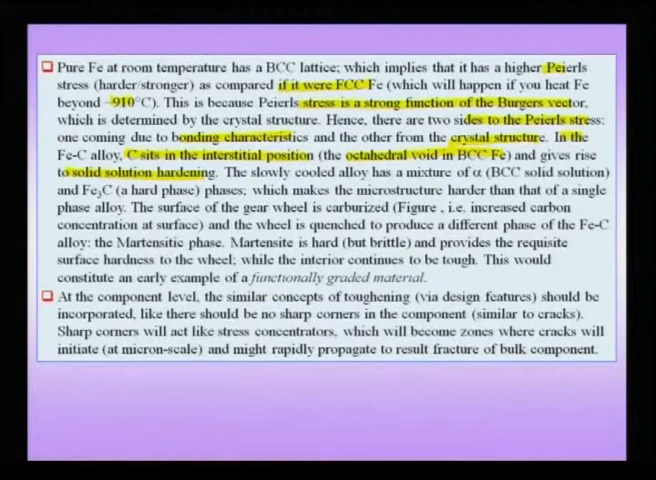 Pure Fe at room temperature has a BCC lattice; which implies that it has a higher Peierls
stress (harder/stronger) as compared if it were FCC Fe (which will happen if you heat Fe
beyond ~910°C). This is because Peierls stress is a strong function of the Burgers vector,
which is determined by the crystal structure. Hence, there are two sides to the Peierls stress:
one coming due to bonding characteristics and the other from the crystal structure. In the
Fe-C alloy, C sits in the interstitial position (the octahedral void in BCC Fe) and gives rise
to solid solution hardening. The slowly cooled alloy has a mixture of α (BCC solid solution)
and Fe₃C (a hard phase) phases; which makes the microstructure harder than that of a single
phase alloy. The surface of the gear wheel is carburized (Figure , i.e. increased carbon
concentration at surface) and the wheel is quenched to produce a different phase of the Fe-C
alloy: the Martensitic phase. Martensite is hard (but brittle) and provides the requisite
surface hardness to the wheel; while the interior continues to be tough. This would
constitute an early example of a functionally graded material.
At the component level, the similar concepts of toughening (via design features) should be
incorporated, like there should be no sharp corners in the component (similar to cracks).
Sharp corners will act like stress concentrators, which will become zones where cracks will
initiate (at micron-scale) and might rapidly propagate to result fracture of bulk component.